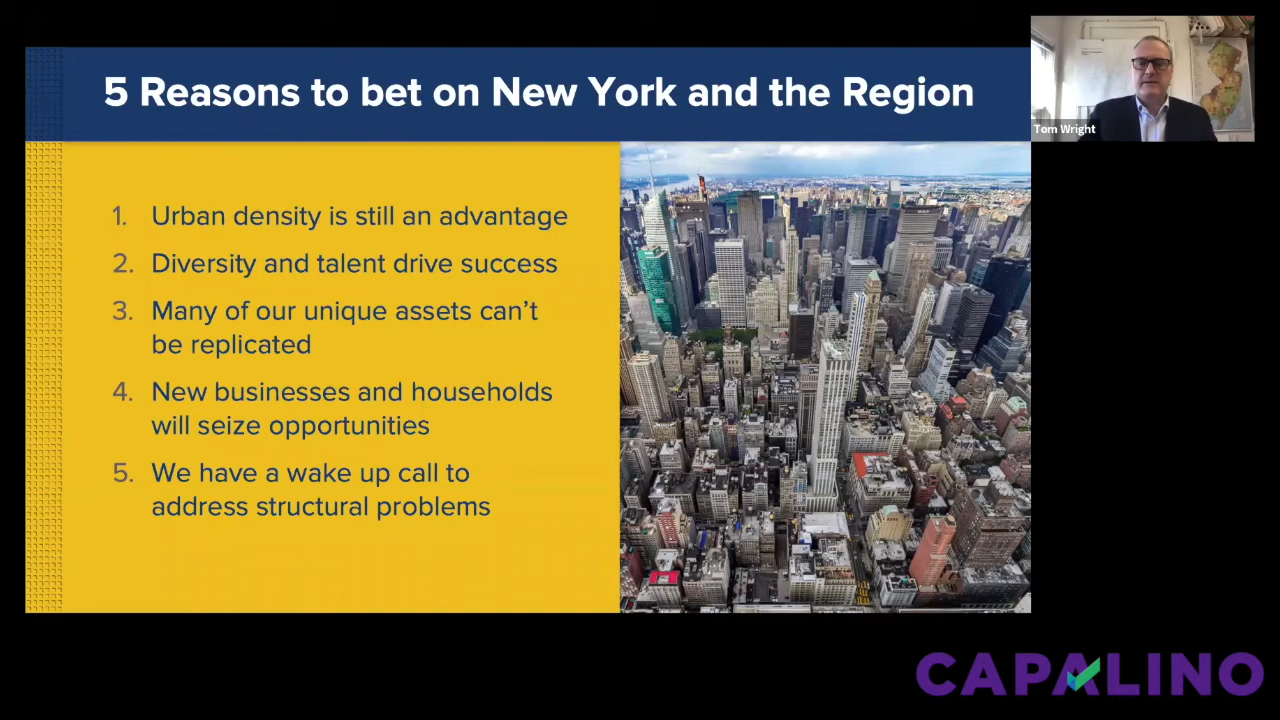 5 Reasons to bet on New York and the Region
Tom Wright
1. Urban density is still an advantage
2. Diversity and talent drive success
3. Many of our unique assets can't
be replicated
4. New businesses and households
will seize opportunities
5. We have a wake up call to
address structural problems
CAPALINO